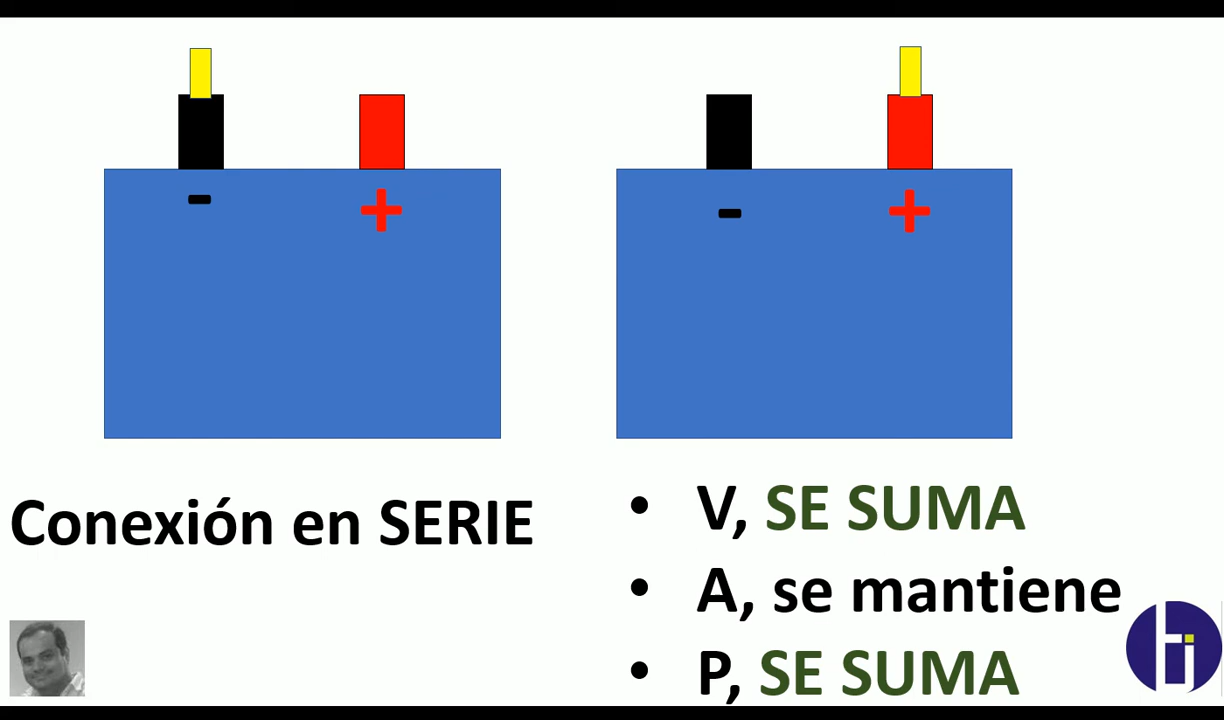 - +
- +
Conexión en SERIE
• V, SE SUMA
• A, se mantiene
• P, SE SUMA